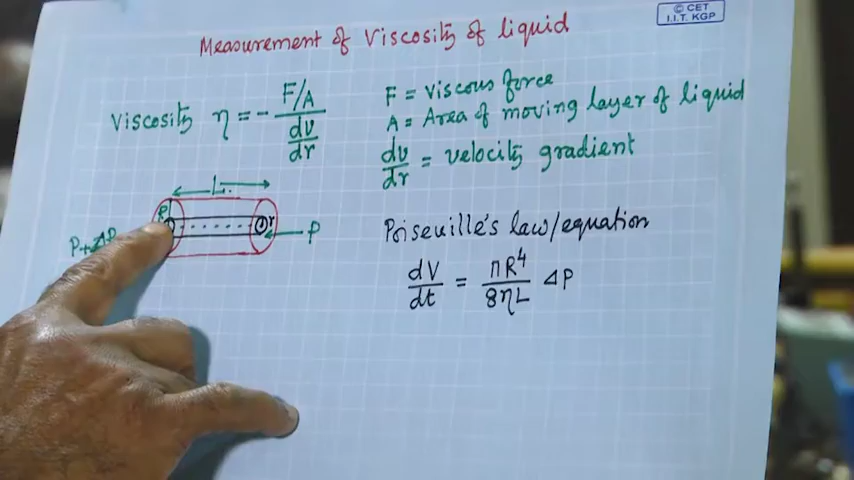 © CET
I.I.T. KGP
Measurement of Viscosity of liquid
Viscosity η = - F/A / dv/dr
F = Viscous force
A = Area of moving layer of liquid
dv/dr = velocity gradient
L
R
r
P+ΔP
P
Poiseuille's law/equation
dV/dt = πR⁴/8ηL ΔP